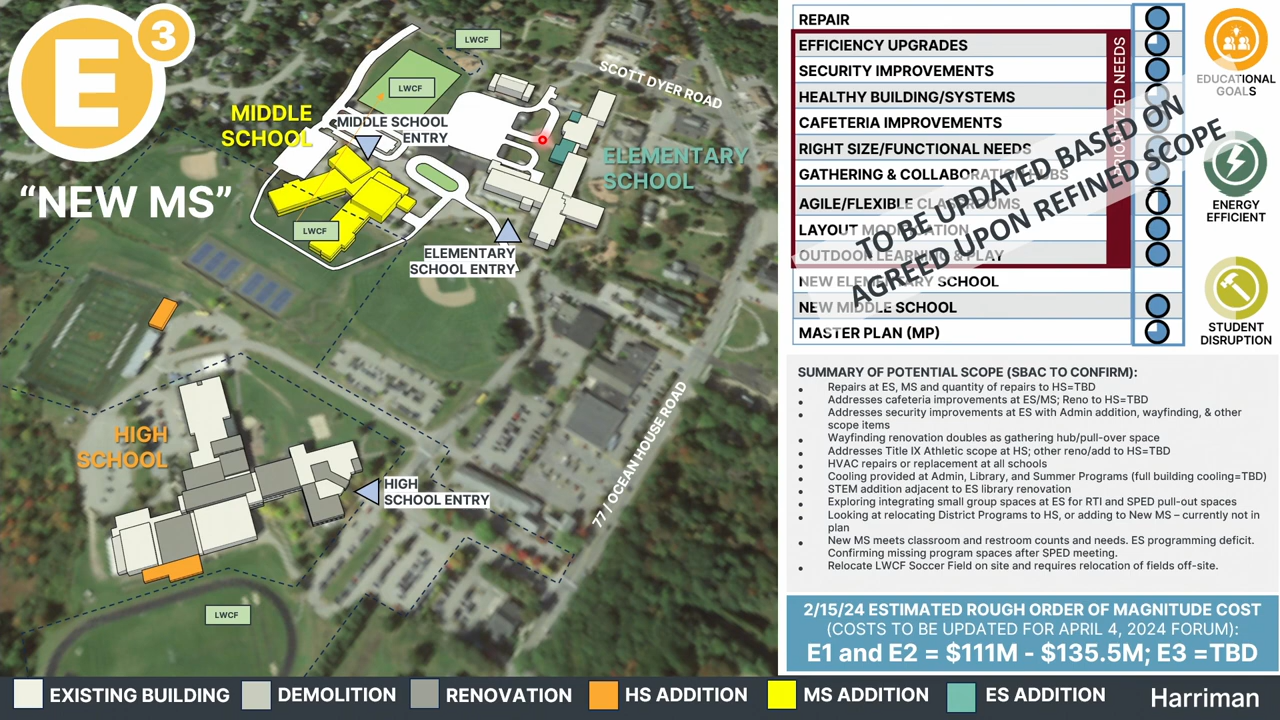 E
3
"NEW MS"
MIDDLE
SCHOOL
LWCF
LWCF
MIDDLE SCHOOL
ENTRY
SCOTT DYER ROAD
ELEMENTARY
SCHOOL
LWCF
ELEMENTARY
SCHOOL ENTRY
HIGH
SCHOOL
HIGH
SCHOOL ENTRY
77 / OCEAN HOUSE ROAD
LWCF
REPAIR
EFFICIENCY UPGRADES
SECURITY IMPROVEMENTS
HEALTHY BUILDING/SYSTEMS
CAFETERIA IMPROVEMENTS
RIGHT SIZE/FUNCTIONAL NEEDS
GATHERING & COLLABORATION HUBS
AGILE/FLEXIBLE CLASSROOMS
LAYOUT MODIFICATION
OUTDOOR LEARNING & PLAY
NEW ELEMENTARY SCHOOL
NEW MIDDLE SCHOOL
MASTER PLAN (MP)
PRIORITIZED NEEDS
TO BE UPDATED BASED ON
AGREED UPON REFINED SCOPE
EDUCATIONAL
GOALS
ENERGY
EFFICIENT
STUDENT
DISRUPTION
SUMMARY OF POTENTIAL SCOPE (SBAC TO CONFIRM):
• Repairs at ES, MS and quantity of repairs to HS=TBD
• Addresses cafeteria improvements at ES/MS; Reno to HS=TBD
• Addresses security improvements at ES with Admin addition, wayfinding, & other
scope items
• Wayfinding renovation doubles as gathering hub/pull-over space
• Addresses Title IX Athletic scope at HS; other reno/add to HS=TBD
• HVAC repairs or replacement at all schools
• Cooling provided at Admin, Library, and Summer Programs (full building cooling=TBD)
• STEM addition adjacent to ES library renovation
• Exploring integrating small group spaces at ES for RTI and SPED pull-out spaces
• Looking at relocating District Programs to HS, or adding to New MS – currently not in
plan
• New MS meets classroom and restroom counts and needs. ES programming deficit.
Confirming missing program spaces after SPED meeting.
• Relocate LWCF Soccer Field on site and requires relocation of fields off-site.
2/15/24 ESTIMATED ROUGH ORDER OF MAGNITUDE COST
(COSTS TO BE UPDATED FOR APRIL 4, 2024 FORUM):
E1 and E2 = $111M - $135.5M; E3 =TBD
EXISTING BUILDING
DEMOLITION
RENOVATION
HS ADDITION
MS ADDITION
ES ADDITION
Harriman